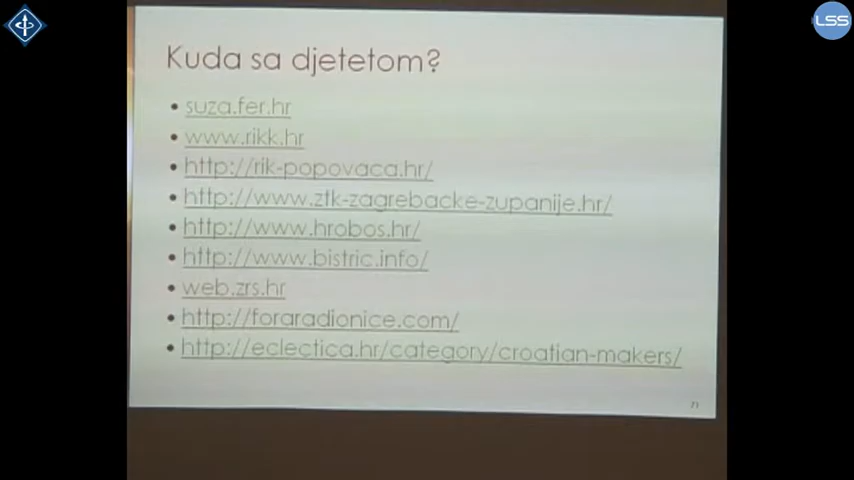 LSS
Kuda sa djetetom?
• suza.fer.hr
• www.rikk.hr
• http://rik-popovaca.hr/
• http://www.ztk-zagrebacke-zupanije.hr/
• http://www.hrobos.hr/
• http://www.bistric.info/
• web.zrs.hr
• http://foraradionice.com/
• http://eclectica.hr/category/croatian-makers/